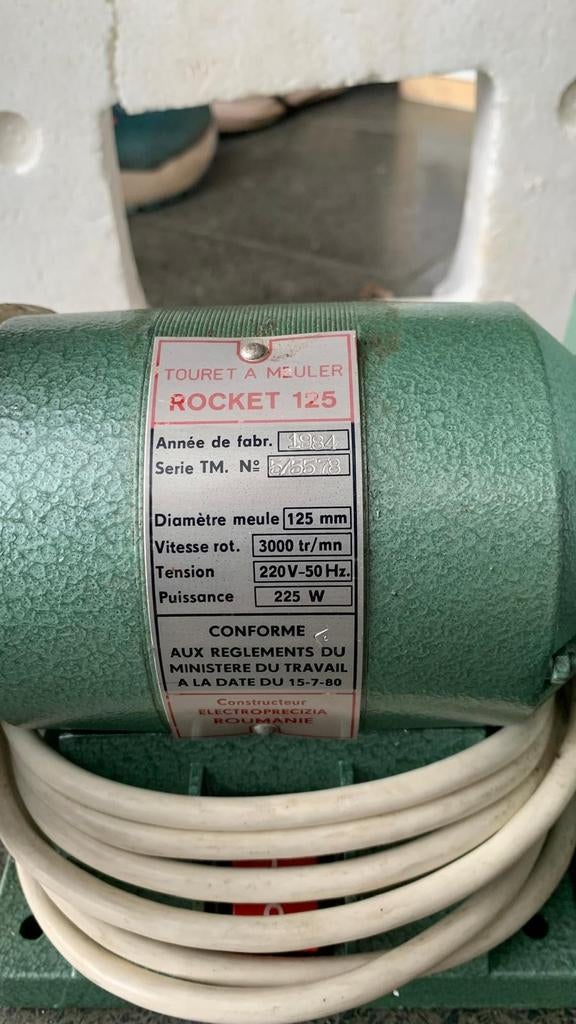 TOURET A MEULER
ROCKET 125
Année de fabr. 1984
Serie TM. Nº
Diamètre meule 125 mm
Vitesse rot. 3000 tr/mn
Tension 220V-50Hz.
Puissance 225 W
CONFORME
AUX REGLEMENTS DU
MINISTERE DU TRAVAIL
A LA DATE DU 15-7-80
Constructeur
ELECTROPRECIZIA
ROUMANIE